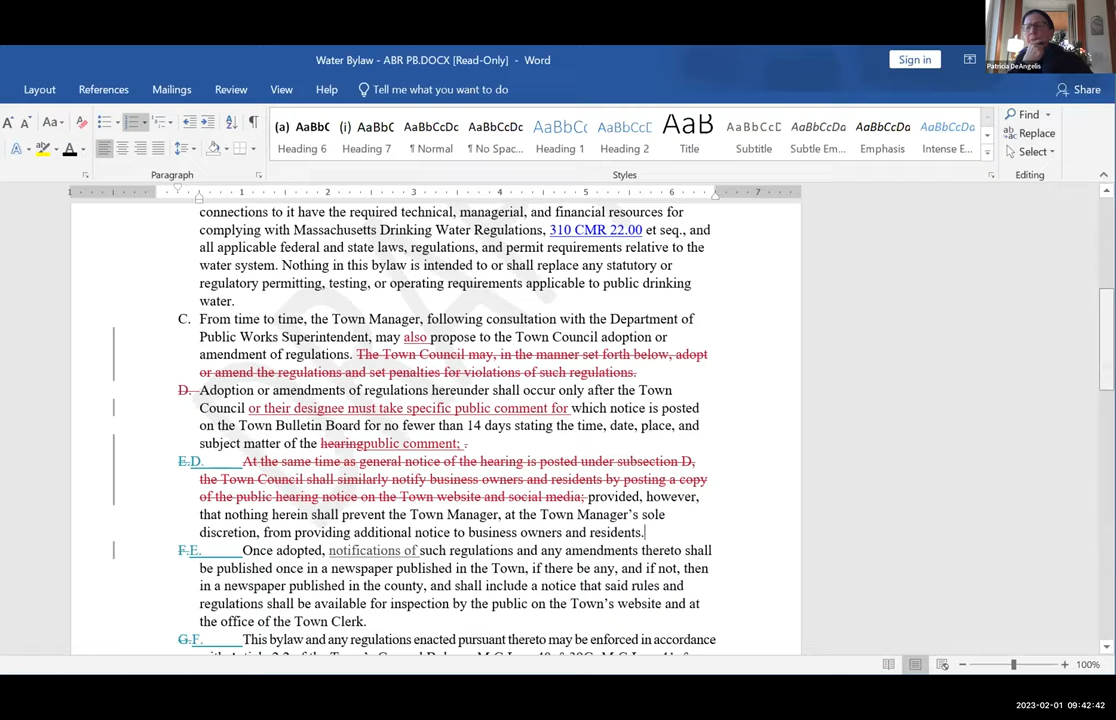 Water Bylaw - ABR PB.DOCX [Read-Only] - Word
Sign in
Patricia DeAngelis
Layout References Mailings Review View Help Tell me what you want to do
Share
(a) AaBbC (i) AaBbC AaBbCcDc AaBbCcDc AaBbCc AaBbCcC AaB AaBbCcD AaBbCcDa AaBbCcDa AaBbCcDa
Heading 6 Heading 7 ¶ Normal ¶ No Spac... Heading 1 Heading 2 Title Subtitle Subtle Em... Emphasis Intense E...
Find
Replace
Select
Paragraph Styles Editing
1 1 2 3 4 5 6 7
connections to it have the required technical, managerial, and financial resources for
complying with Massachusetts Drinking Water Regulations, 310 CMR 22.00 et seq., and
all applicable federal and state laws, regulations, and permit requirements relative to the
water system. Nothing in this bylaw is intended to or shall replace any statutory or
regulatory permitting, testing, or operating requirements applicable to public drinking
water.
C. From time to time, the Town Manager, following consultation with the Department of
Public Works Superintendent, may also propose to the Town Council adoption or
amendment of regulations. The Town Council may, in the manner set forth below, adopt
or amend the regulations and set penalties for violations of such regulations.
D. Adoption or amendments of regulations hereunder shall occur only after the Town
Council or their designee must take specific public comment for which notice is posted
on the Town Bulletin Board for no fewer than 14 days stating the time, date, place, and
subject matter of the hearingpublic comment; .
E.D. At the same time as general notice of the hearing is posted under subsection D,
the Town Council shall similarly notify business owners and residents by posting a copy
of the public hearing notice on the Town website and social media; provided, however,
that nothing herein shall prevent the Town Manager, at the Town Manager's sole
discretion, from providing additional notice to business owners and residents.
F.E. Once adopted, notifications of such regulations and any amendments thereto shall
be published once in a newspaper published in the Town, if there be any, and if not, then
in a newspaper published in the county, and shall include a notice that said rules and
regulations shall be available for inspection by the public on the Town's website and at
the office of the Town Clerk.
G.F. This bylaw and any regulations enacted pursuant thereto may be enforced in accordance
100%
2023-02-01 09:42:42